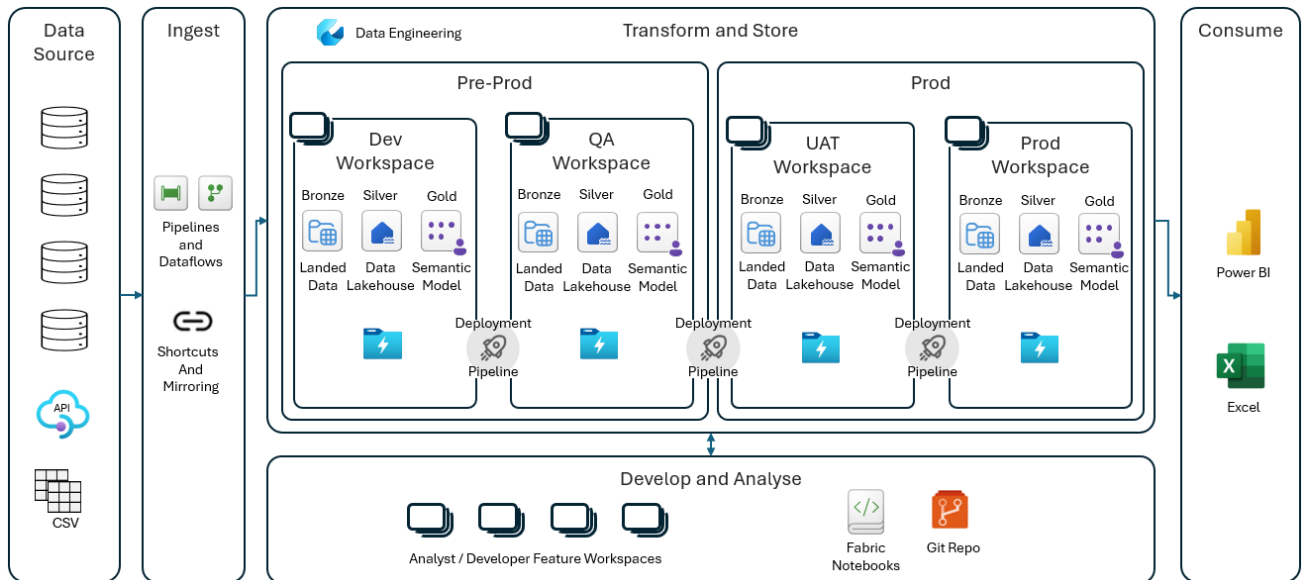 Data
Source
API
CSV
Ingest
Pipelines
and
Dataflows
Shortcuts
And
Mirroring
Data Engineering
Transform and Store
Pre-Prod
Dev
Workspace
Bronze Silver Gold
Landed Data Semantic
Data Lakehouse Model
Deployment
Pipeline
QA
Workspace
Bronze Silver Gold
Landed Data Semantic
Data Lakehouse Model
Deployment
Pipeline
Prod
UAT
Workspace
Bronze Silver Gold
Landed Data Semantic
Data Lakehouse Model
Deployment
Pipeline
Prod
Workspace
Bronze Silver Gold
Landed Data Semantic
Data Lakehouse Model
Develop and Analyse
Analyst / Developer Feature Workspaces
Fabric
Notebooks
Git Repo
Consume
Power BI
X
Excel